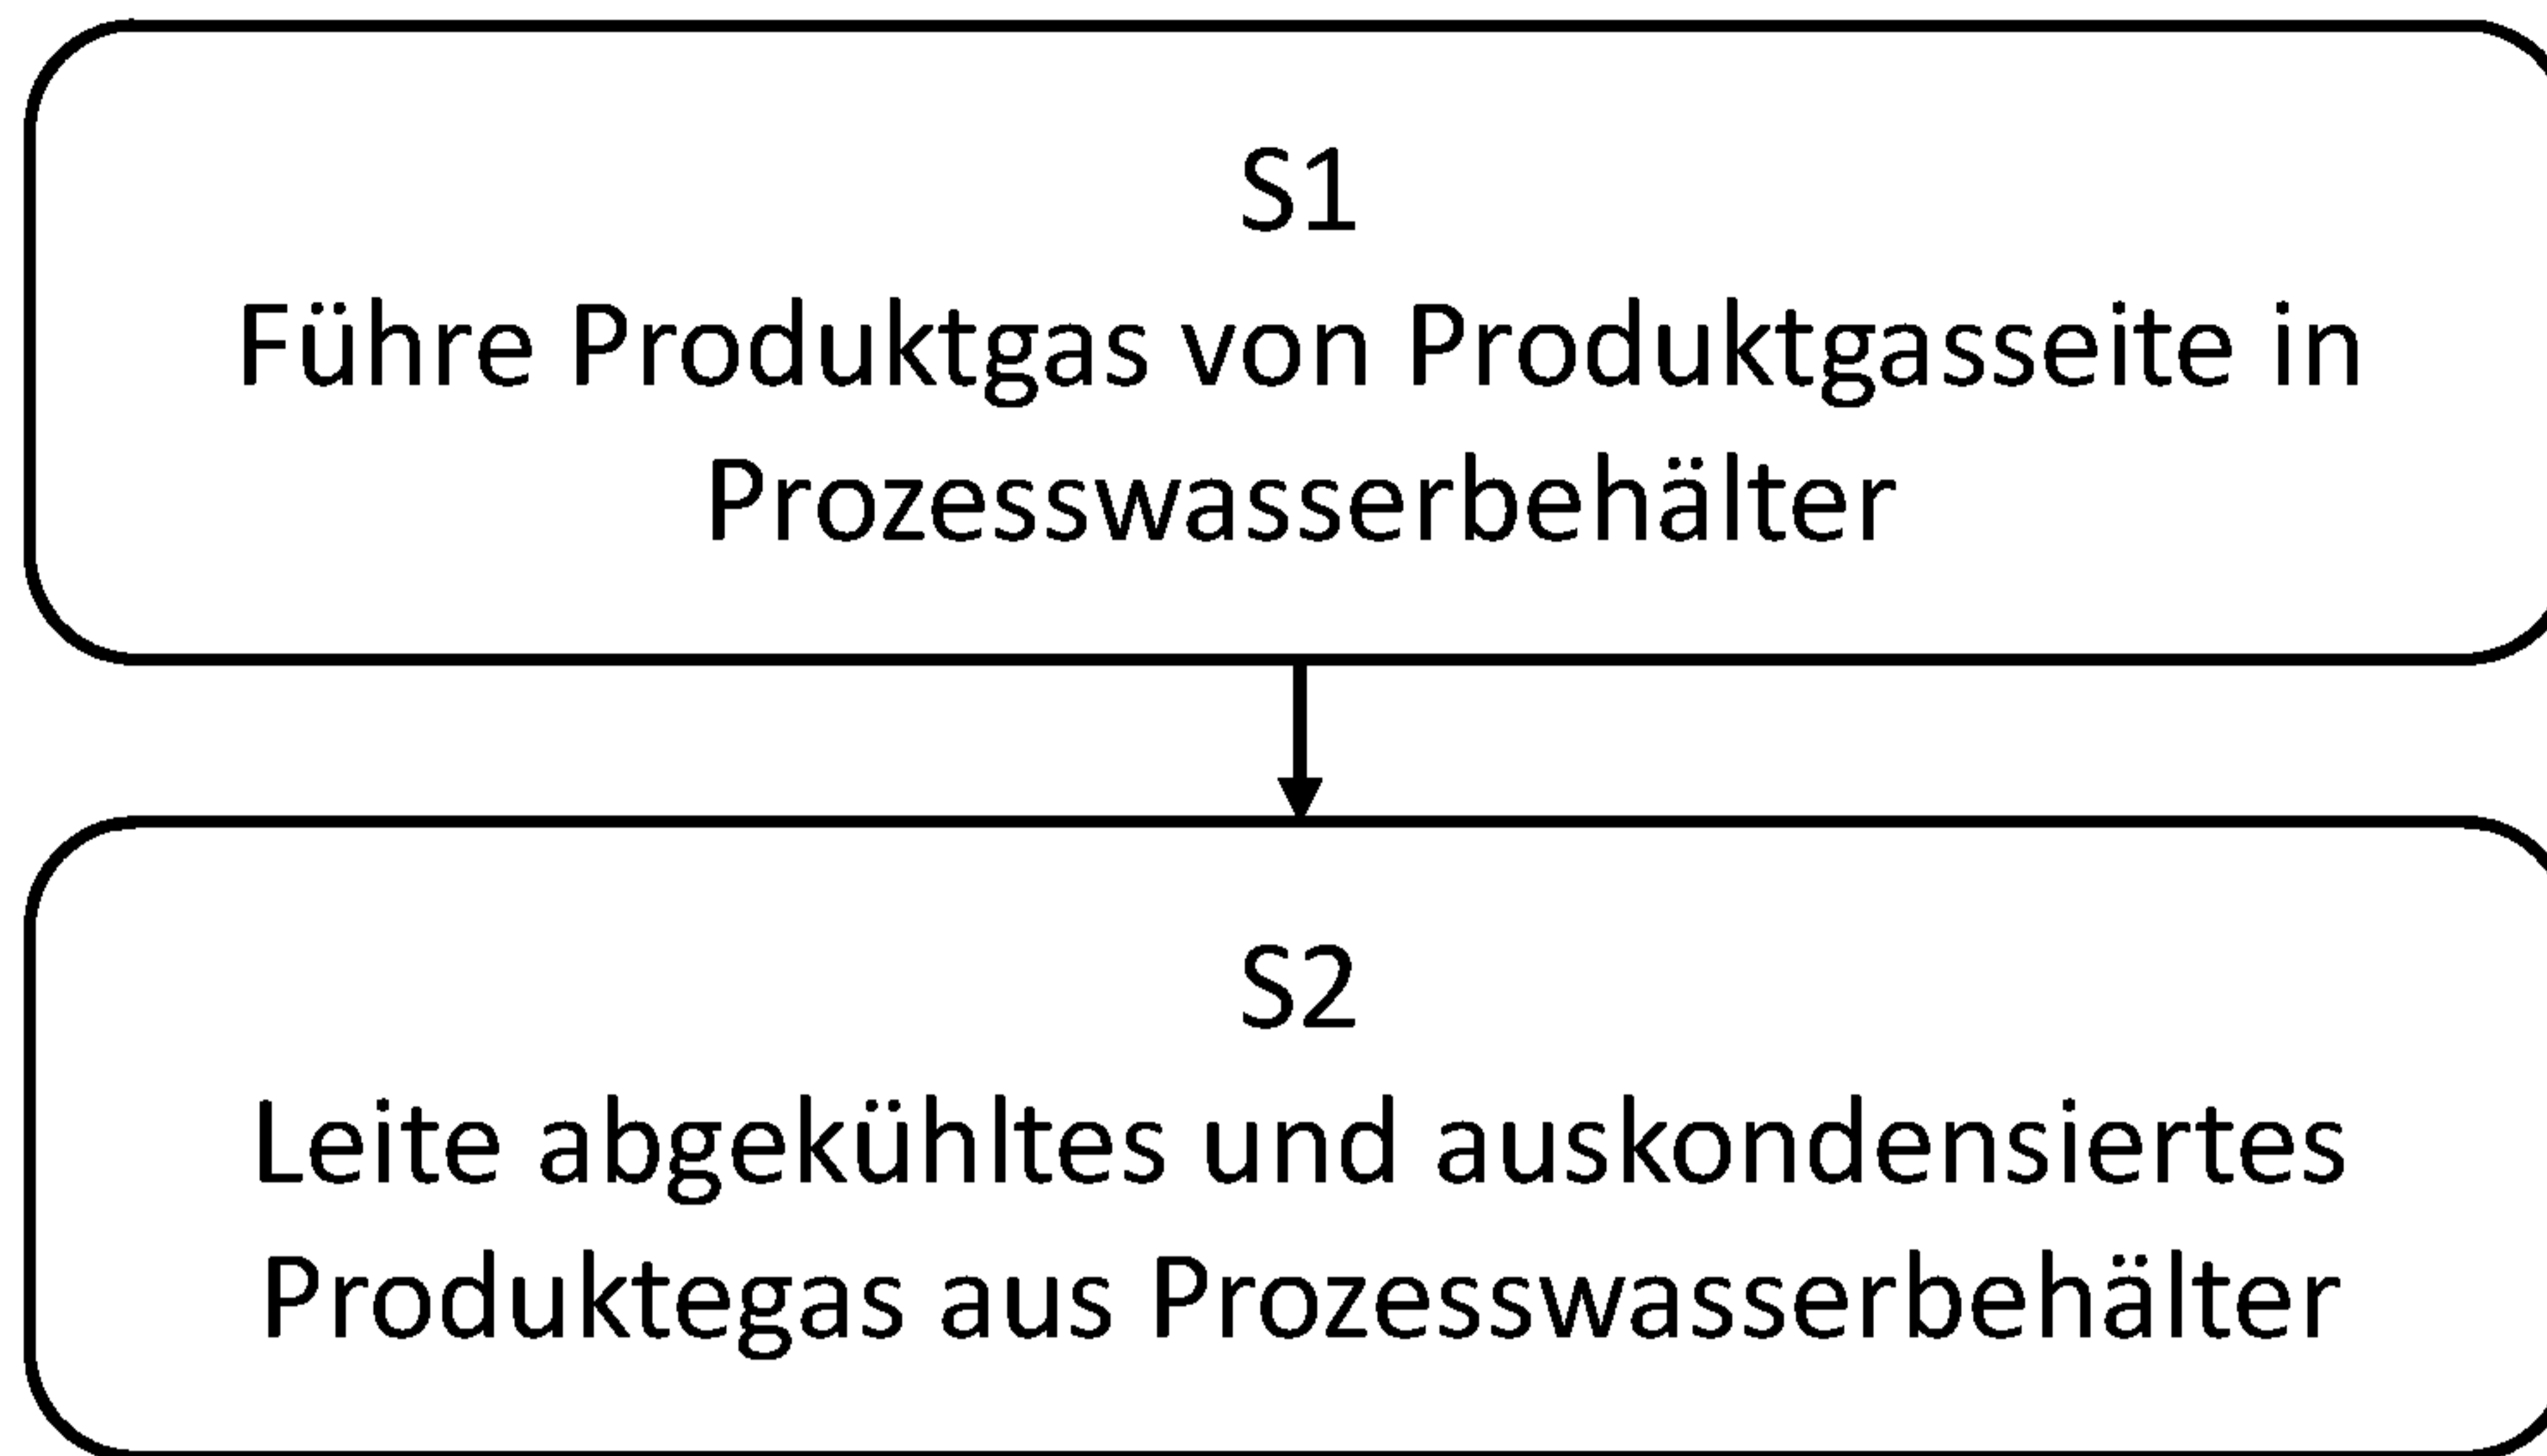 S1
Führe Produktgas von Produktgasseite in
Prozesswasserbehälter
S2
Leite abgekühltes und auskondensiertes
Produktegas aus Prozesswasserbehälter